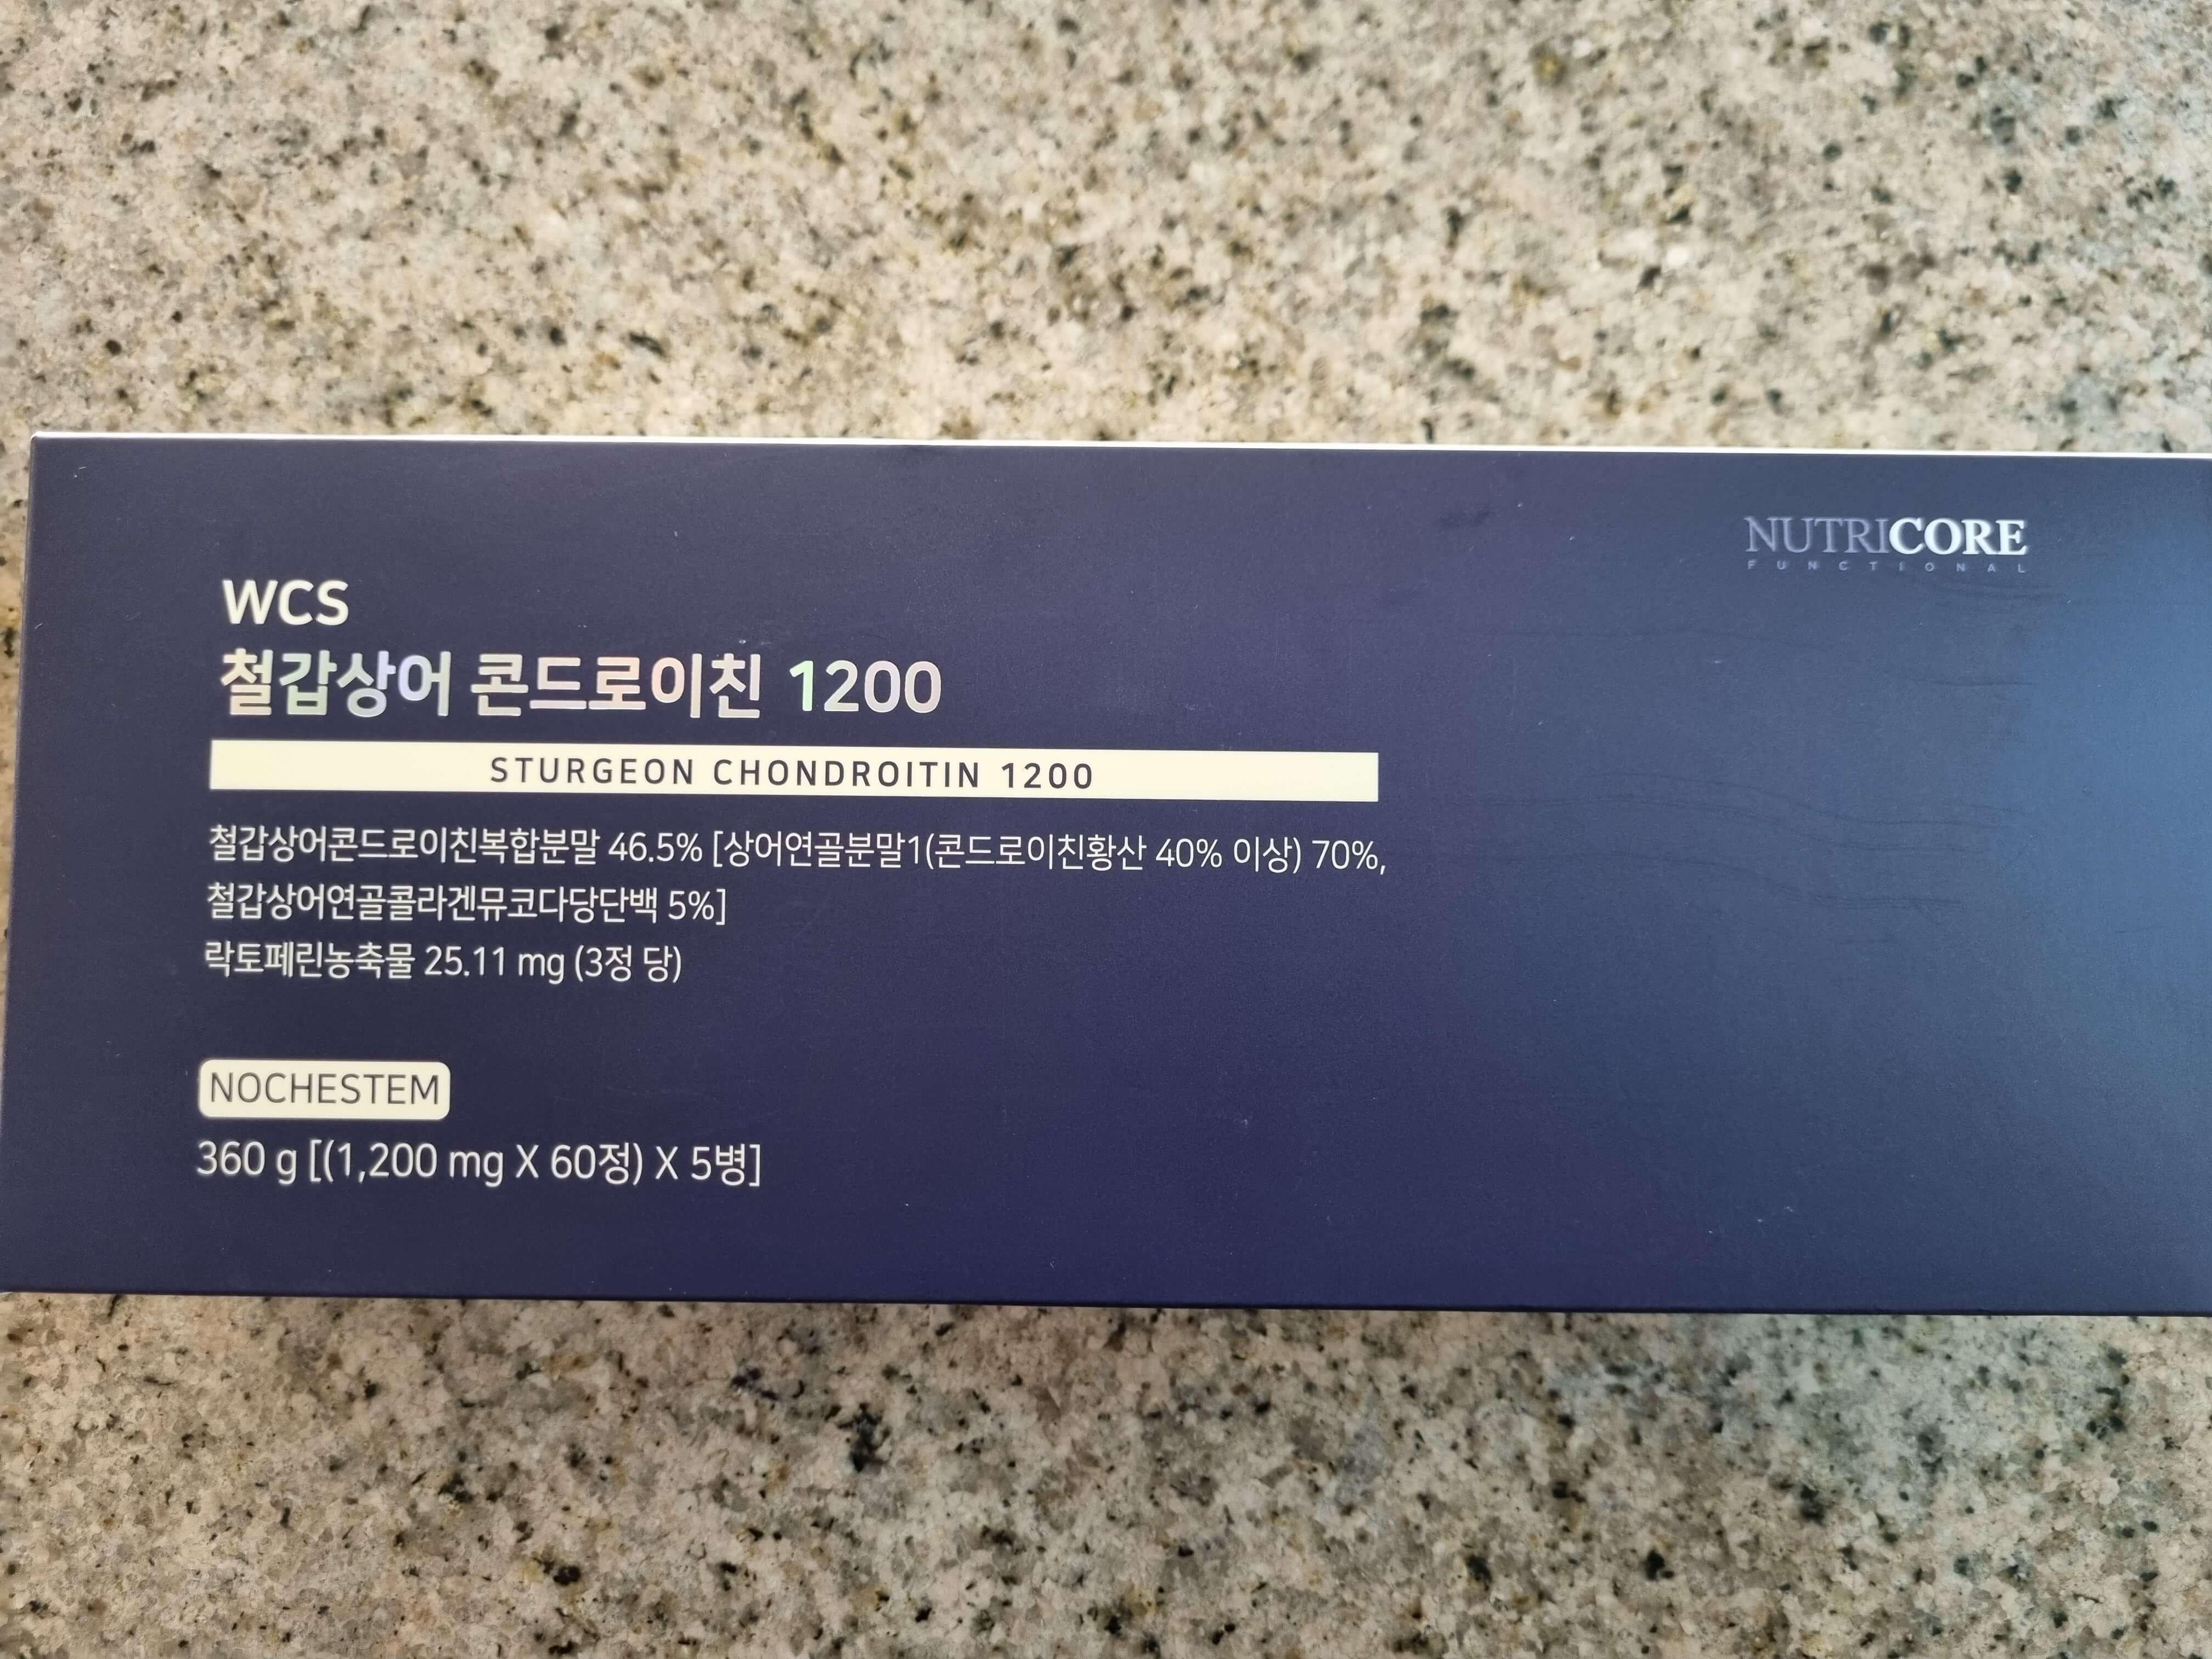 NUTRICORE
FUNCTIONAL
WCS
철갑상어 콘드로이친 1200
STURGEON CHONDROITIN 1200
철갑상어콘드로이친복합분말 46.5% [상어연골분말1(콘드로이친황산 40% 이상) 70%,
철갑상어연골콜라겐뮤코다당단백 5%]
락토페린농축물 25.11 mg (3정 당)
NOCHESTEM
360 g [(1,200 mg X 60정) X 5병]